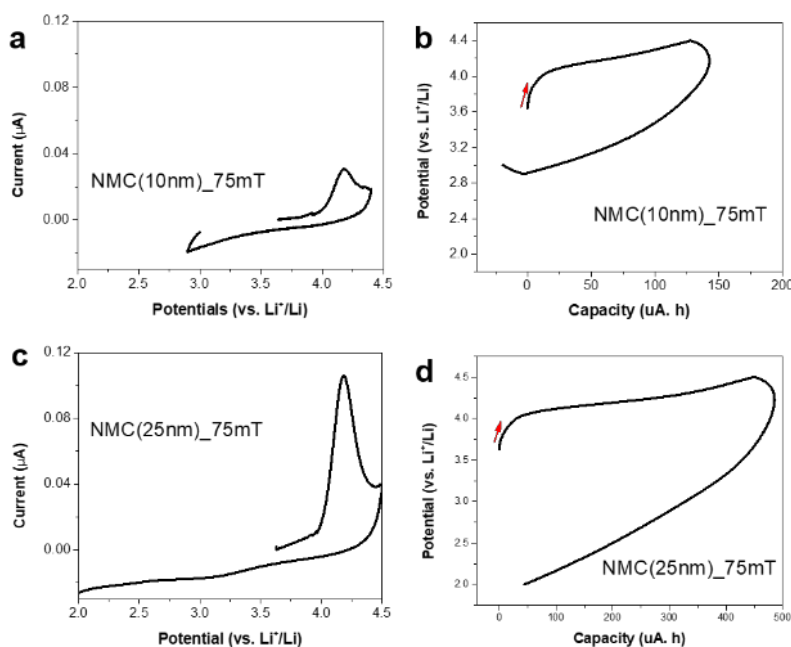 a
0.12
0.08
0.04
0.00
Current (µA)
NMC(10nm)_75mT
2.0 2.5 3.0 3.5 4.0 4.5
Potentials (vs. Li⁺/Li)
b
4.4
4.0
3.6
3.2
2.8
2.4
2.0
Potential (vs. Li⁺/Li)
NMC(10nm)_75mT
0 50 100 150 200
Capacity (uA. h)
c
0.12
0.08
0.04
0.00
Current (µA)
NMC(25nm)_75mT
2.0 2.5 3.0 3.5 4.0 4.5
Potential (vs. Li⁺/Li)
d
4.5
4.0
3.5
3.0
2.5
2.0
Potential (vs. Li⁺/Li)
NMC(25nm)_75mT
0 100 200 300 400 500
Capacity (uA. h)